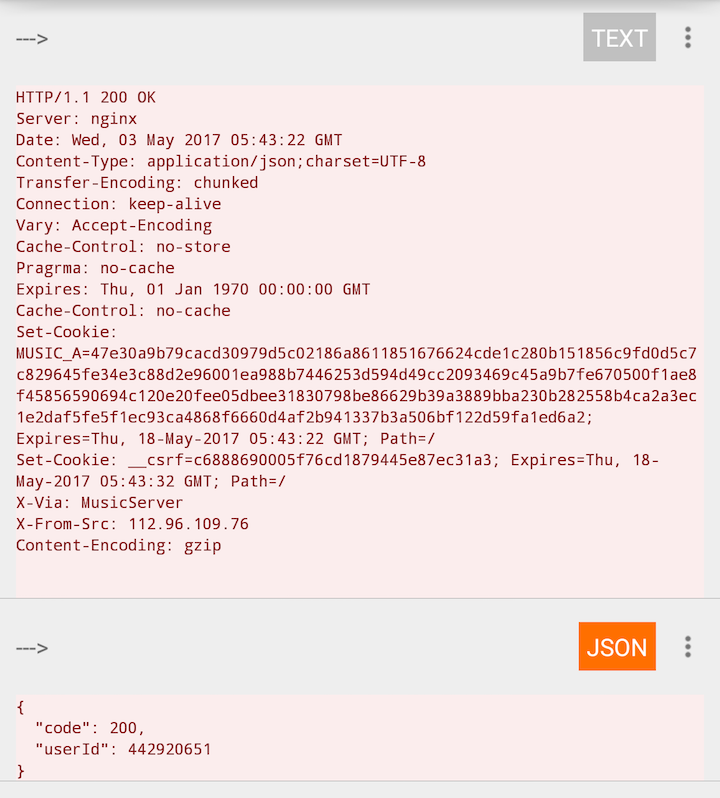 --->
TEXT
HTTP/1.1 200 OK
Server: nginx
Date: Wed, 03 May 2017 05:43:22 GMT
Content-Type: application/json;charset=UTF-8
Transfer-Encoding: chunked
Connection: keep-alive
Vary: Accept-Encoding
Cache-Control: no-store
Pragrma: no-cache
Expires: Thu, 01 Jan 1970 00:00:00 GMT
Cache-Control: no-cache
Set-Cookie:
MUSIC_A=47e30a9b79cacd30979d5c02186a8611851676624cde1c280b151856c9fd0d5c7
c829645fe34e3c88d2e96001ea988b7446253d594d49cc2093469c45a9b7fe670500f1ae8
f45856590694c120e20fee05dbee31830798be86629b39a3889bba230b282558b4ca2a3ec
1e2daf5fe5f1ec93ca4868f6660d4af2b941337b3a506bf122d59fa1ed6a2;
Expires=Thu, 18-May-2017 05:43:22 GMT; Path=/
Set-Cookie: __csrf=c6888690005f76cd1879445e87ec31a3; Expires=Thu, 18-
May-2017 05:43:32 GMT; Path=/
X-Via: MusicServer
X-From-Src: 112.96.109.76
Content-Encoding: gzip
--->
JSON
{
  "code": 200,
  "userId": 442920651
}